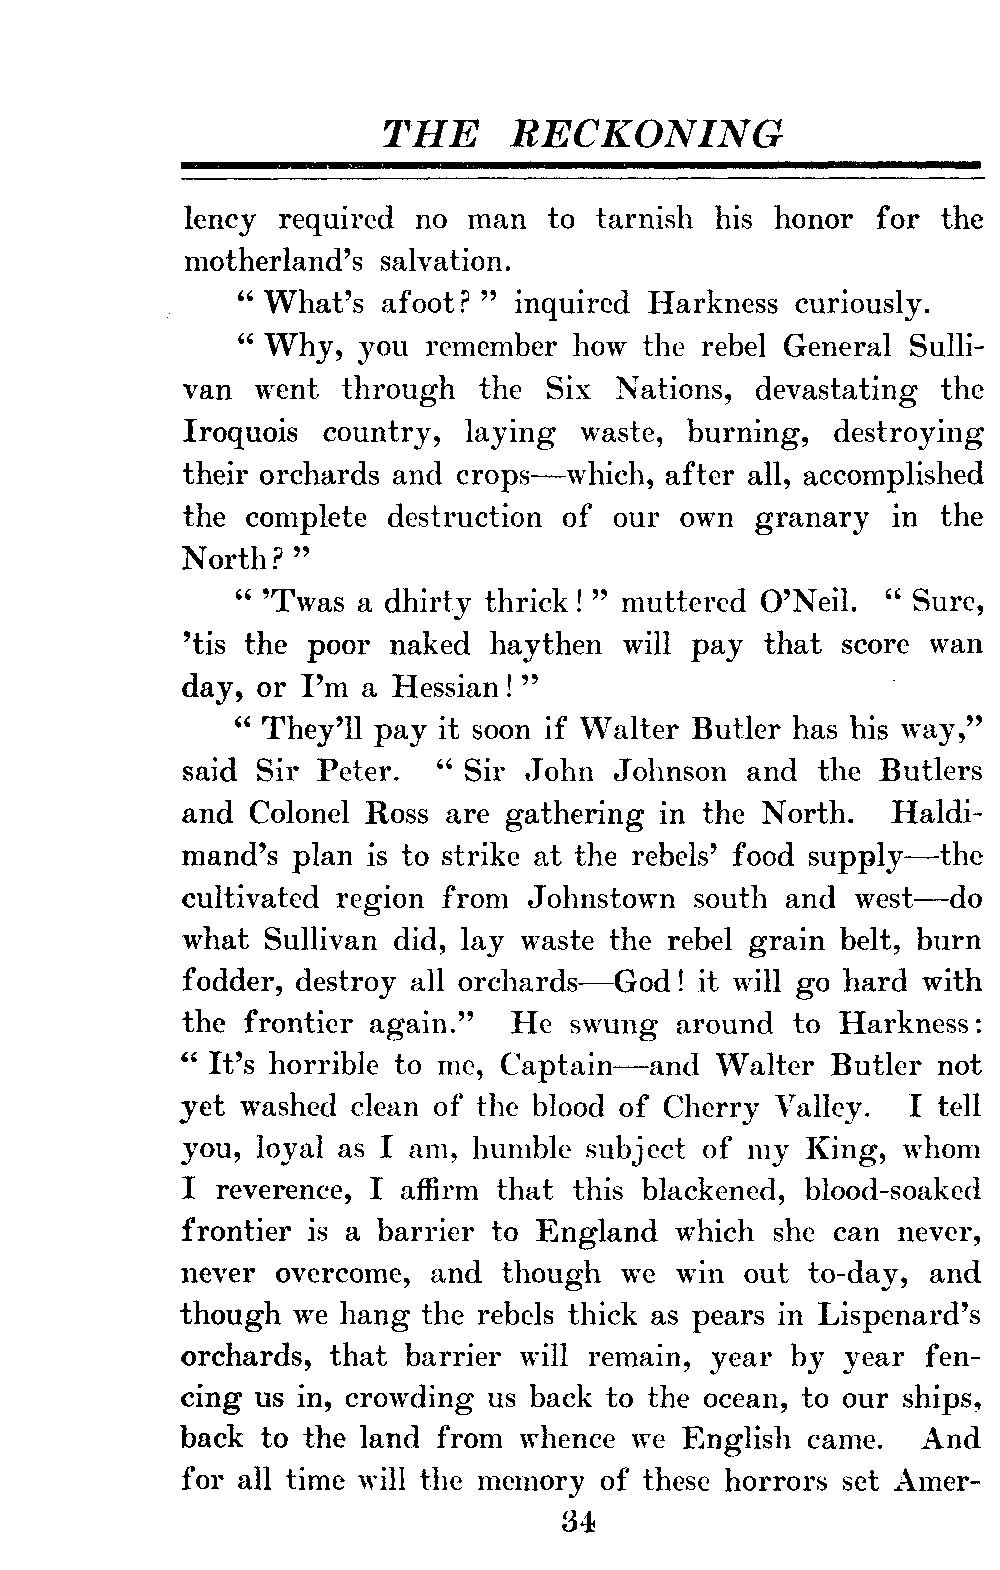 THE RECKONING
lency required no man to tarnish his honor for the
motherland's salvation.
“ What's afoot? ” inquired Harkness curiously.
“ Why, you remember how the rebel General Sulli-
van went through the Six Nations, devastating the
Iroquois country, laying waste, burning, destroying
their orchards and crops—which, after all, accomplished
the complete destruction of our own granary in the
North? ”
“ 'Twas a dhirty thrick! ” muttered O'Neil. “ Sure,
'tis the poor naked haythen will pay that score wan
day, or I'm a Hessian! ”
“ They'll pay it soon if Walter Butler has his way,”
said Sir Peter. “ Sir John Johnson and the Butlers
and Colonel Ross are gathering in the North. Haldi-
mand's plan is to strike at the rebels' food supply—the
cultivated region from Johnstown south and west—do
what Sullivan did, lay waste the rebel grain belt, burn
fodder, destroy all orchards—God! it will go hard with
the frontier again.” He swung around to Harkness:
“ It's horrible to me, Captain—and Walter Butler not
yet washed clean of the blood of Cherry Valley. I tell
you, loyal as I am, humble subject of my King, whom
I reverence, I affirm that this blackened, blood-soaked
frontier is a barrier to England which she can never,
never overcome, and though we win out to-day, and
though we hang the rebels thick as pears in Lispenard's
orchards, that barrier will remain, year by year fen-
cing us in, crowding us back to the ocean, to our ships,
back to the land from whence we English came. And
for all time will the memory of these horrors set Amer-
34